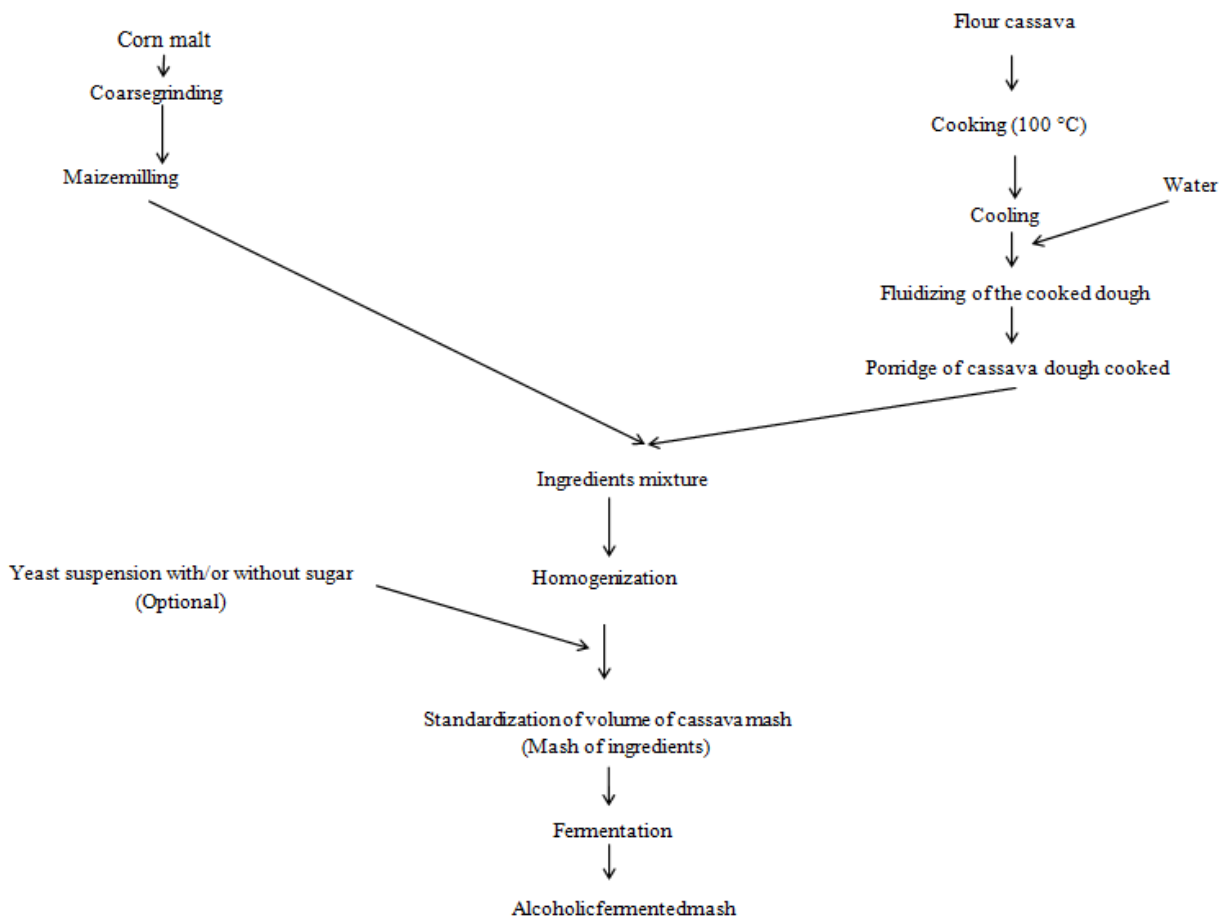 Corn malt
Coarsegrinding
Maizemilling
Flour cassava
Cooking (100 °C)
Water
Cooling
Fluidizing of the cooked dough
Porridge of cassava dough cooked
Ingredients mixture
Homogenization
Yeast suspension with/or without sugar
(Optional)
Standardization of volume of cassava mash
(Mash of ingredients)
Fermentation
Alcoholicfermentedmash